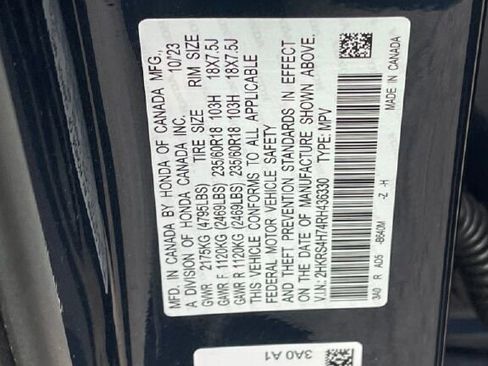 MFD. IN CANADA BY HONDA OF CANADA MFG.,
A DIVISION OF HONDA CANADA INC. 10/23
GVWR 2175KG (4795LBS) TIRE SIZE RIM SIZE
GAWR F 1120KG (2469LBS) 235/60R18 103H 18X7.5J
GAWR R 1120KG (2469LBS) 235/60R18 103H 18X7.5J
THIS VEHICLE CONFORMS TO ALL APPLICABLE
FEDERAL MOTOR VEHICLE SAFETY
AND THEFT PREVENTION STANDARDS IN EFFECT
ON THE DATE OF MANUFACTURE SHOWN ABOVE.
V.I.N: 2HKRS4H74RH436330 TYPE: MPV
3A0 R AD5 -B640M -Z -H
MADE IN CANADA
3A0 A1